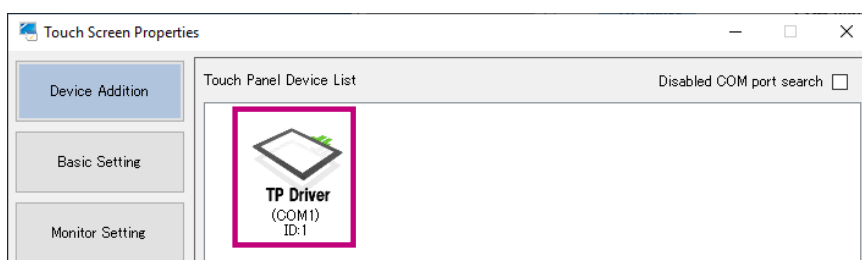 Touch Screen Properties
Device Addition
Touch Panel Device List
Disabled COM port search
Basic Setting
TP Driver
(COM1)
ID:1
Monitor Setting